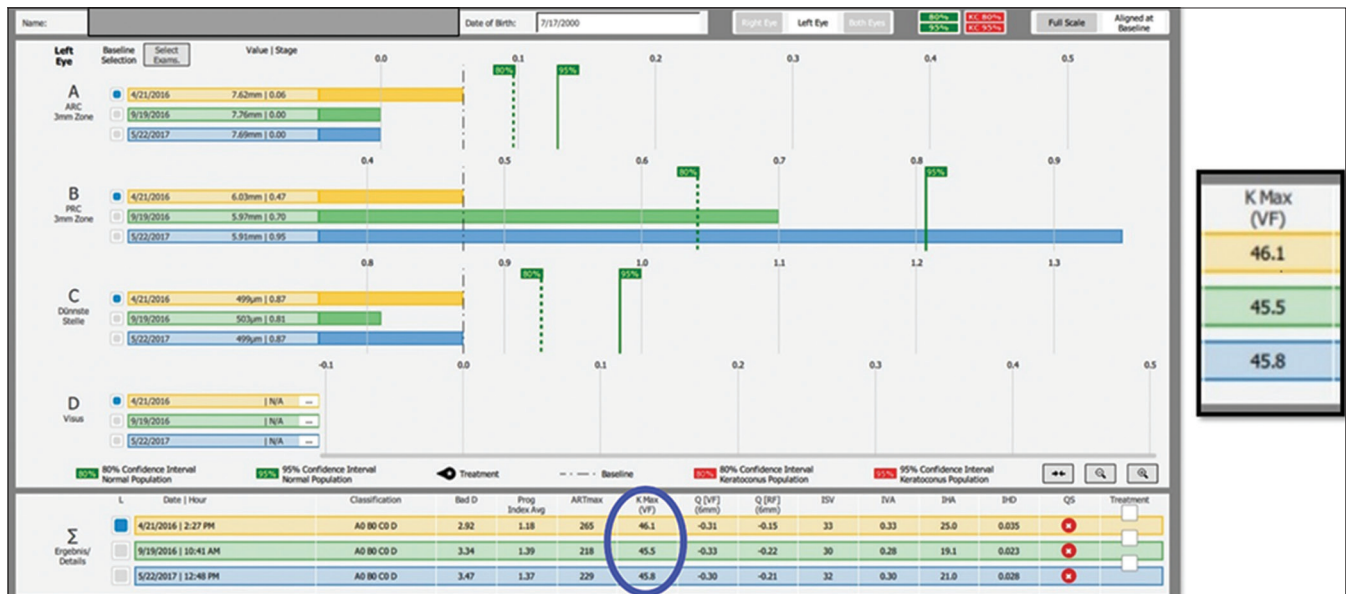 Name: Date of Birth: 7/17/2000 Right Eye Left Eye Both Eyes 80% 95% KC 80% KC 95% Full Scale Aligned at Baseline
Left Eye Baseline Selection Select Exams. Value | Stage
0.0 0.1 0.2 0.3 0.4 0.5
80% 95%
A
ARC
3mm Zone
4/21/2016 7.62mm | 0.06
9/19/2016 7.76mm | 0.00
5/22/2017 7.69mm | 0.00
0.4 0.5 0.6 0.7 0.8 0.9
80% 95%
B
PRC
3mm Zone
4/21/2016 6.03mm | 0.47
9/19/2016 5.97mm | 0.70
5/22/2017 5.91mm | 0.95
0.8 0.9 1.0 1.1 1.2 1.3
80% 95%
C
Dünnste
Stelle
4/21/2016 499µm | 0.87
9/19/2016 503µm | 0.81
5/22/2017 499µm | 0.87
-0.1 0.0 0.1 0.2 0.3 0.4 0.5
D
Visus
4/21/2016 | N/A ...
9/19/2016 | N/A ...
5/22/2017 | N/A ...
80% 80% Confidence Interval Normal Population
95% 95% Confidence Interval Normal Population
Treatment
Baseline
80% 80% Confidence Interval Keratoconus Population
95% 95% Confidence Interval Keratoconus Population
L Date | Hour Classification Bad D Prog Index Avg ARTmax K Max (VF) Q [VF] (6mm) Q [RF] (6mm) ISV IVA IHA IHD QS Treatment
Σ
Ergebnis/
Details
4/21/2016 | 2:27 PM A0 B0 C0 D 2.92 1.18 265 46.1 -0.31 -0.15 33 0.33 25.0 0.035
9/19/2016 | 10:41 AM A0 B0 C0 D 3.34 1.39 218 45.5 -0.33 -0.22 30 0.28 19.1 0.023
5/22/2017 | 12:48 PM A0 B0 C0 D 3.47 1.37 229 45.8 -0.30 -0.21 32 0.30 21.0 0.028
K Max
(VF)
46.1
45.5
45.8